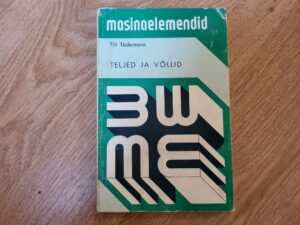 masinaelemendid
Tiit Tiidemann
TELJED JA VÕLLID